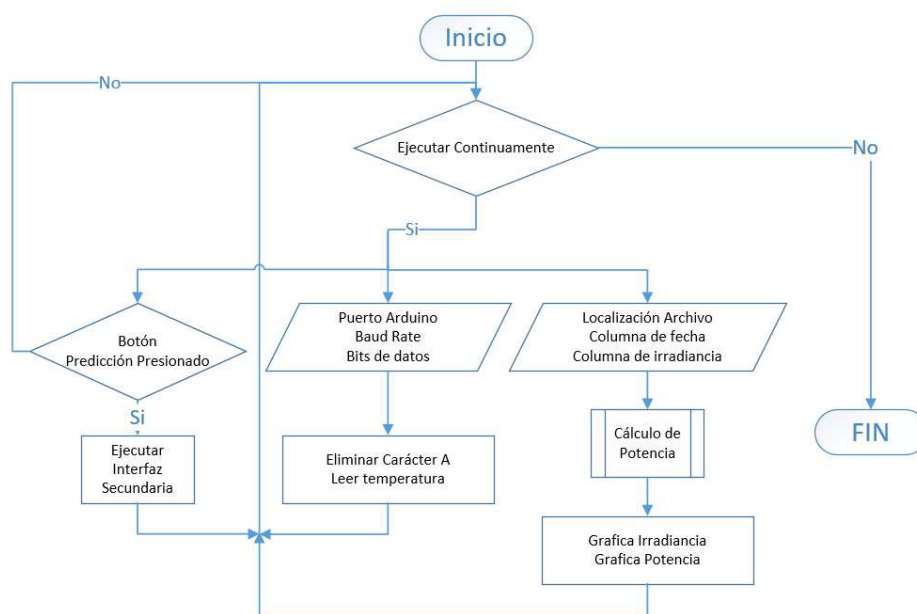 Inicio
No
Ejecutar Continuamente
No
Si
Botón
Predicción Presionado
Puerto Arduino
Baud Rate
Bits de datos
Localización Archivo
Columna de fecha
Columna de irradiancia
Si
Ejecutar
Interfaz
Secundaria
Eliminar Carácter A
Leer temperatura
Cálculo de
Potencia
FIN
Grafica Irradiancia
Grafica Potencia